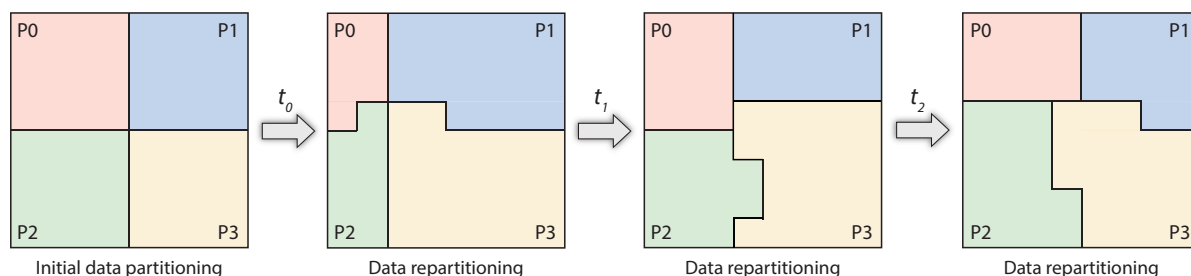 P0 P1 P0 P1 P0 P1 P0 P1
t0 t1 t2
P2 P3 P2 P3 P2 P3 P2 P3
Initial data partitioning Data repartitioning Data repartitioning Data repartitioning